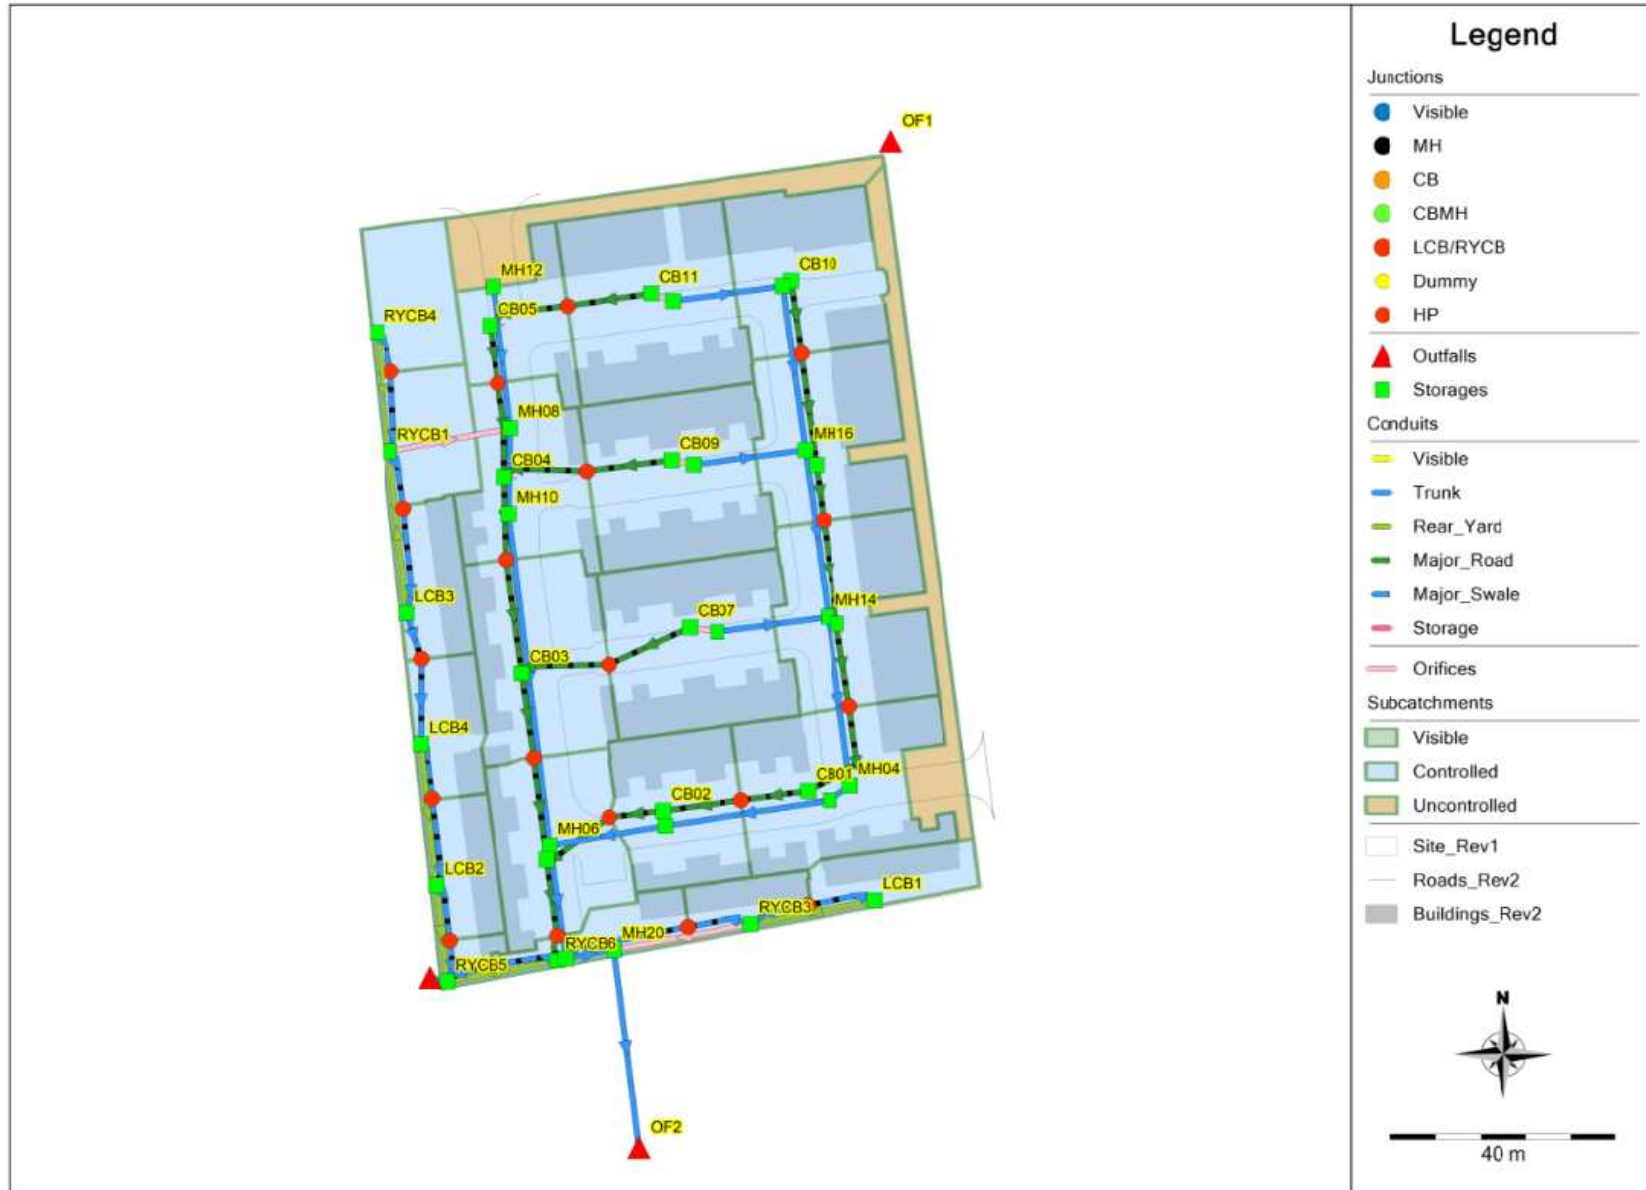 OF1
MH12
CB11
CB10
CB05
RYCB4
MH08
RYCB1
CB09
MH16
CB04
MH10
LCB3
CB07
MH14
CB03
LCB4
CB01
MH04
CB02
MH06
LCB2
LCB1
RYCB3
MH20
RYCB6
RYCB5
OF2
Legend
Junctions
Visible
MH
CB
CBMH
LCB/RYCB
Dummy
HP
Outfalls
Storages
Conduits
Visible
Trunk
Rear_Yard
Major_Road
Major_Swale
Storage
Orifices
Subcatchments
Visible
Controlled
Uncontrolled
Site_Rev1
Roads_Rev2
Buildings_Rev2
N
40 m